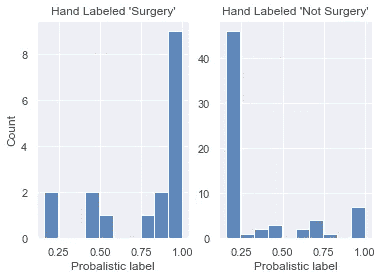 Hand Labeled 'Surgery'
Hand Labeled 'Not Surgery'
8
6
4
2
0
Count
0.25 0.50 0.75 1.00
Probalistic label
40
30
20
10
0
0.25 0.50 0.75 1.00
Probalistic label